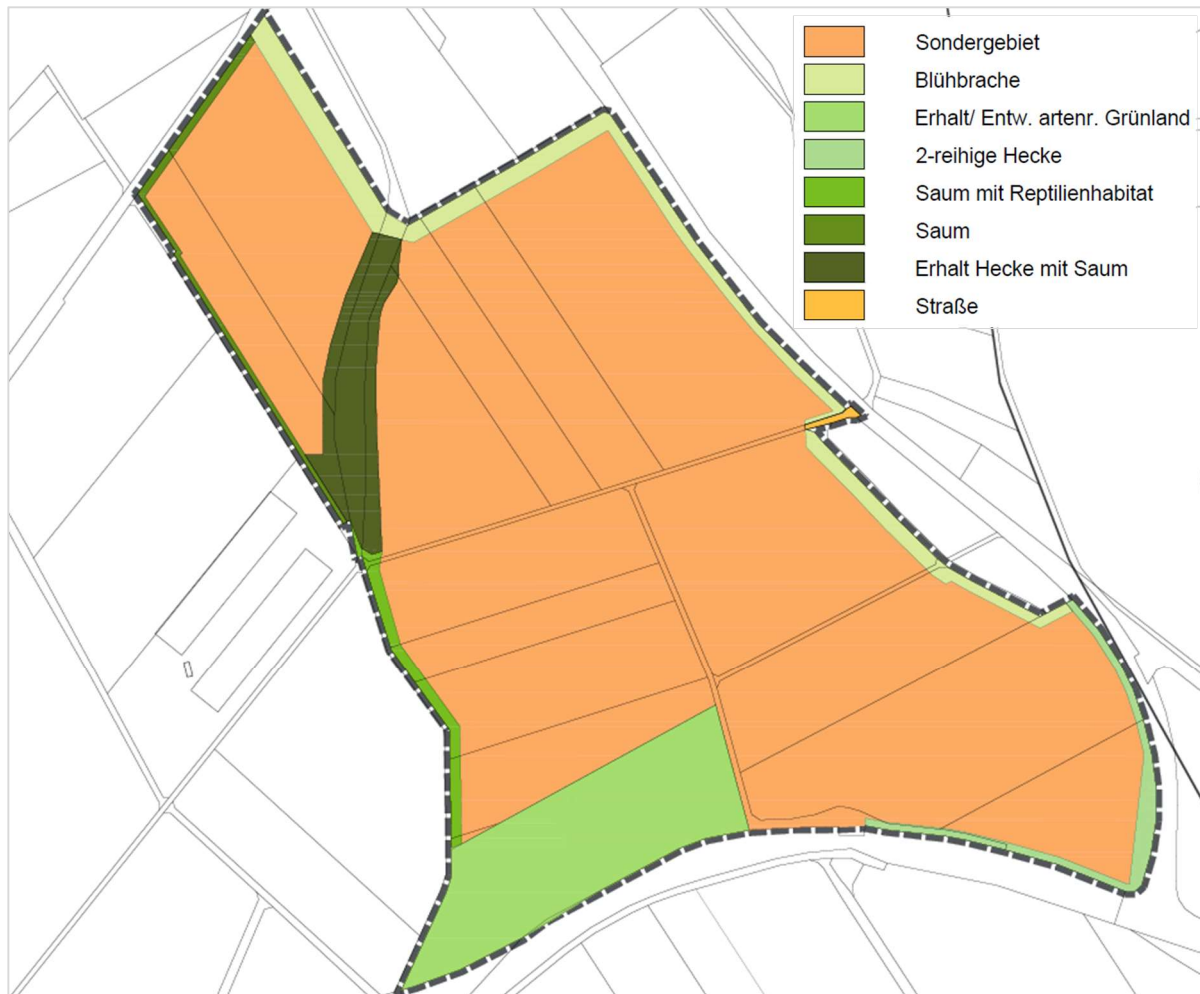 Sondergebiet
Blühbrache
Erhalt/ Entw. artenr. Grünland
2-reihige Hecke
Saum mit Reptilienhabitat
Saum
Erhalt Hecke mit Saum
Straße